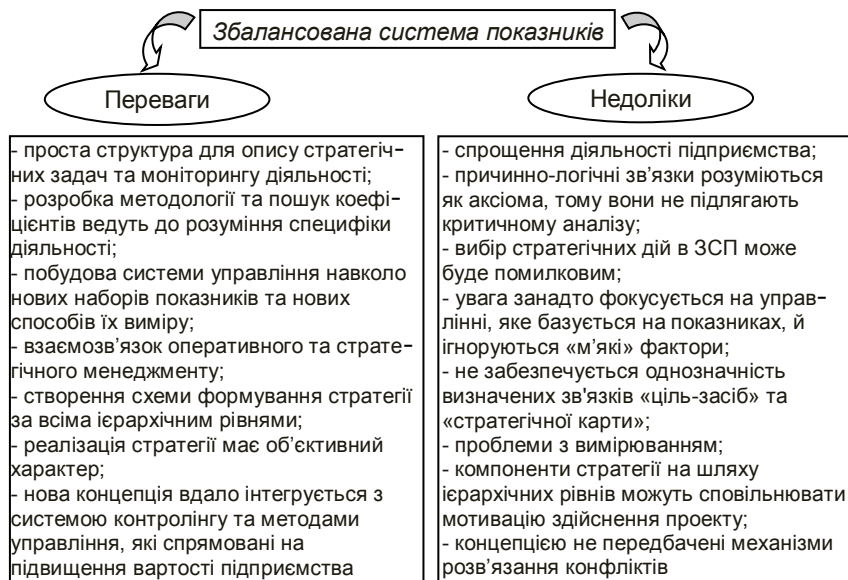 Збалансована система показників
Переваги
- проста структура для опису стратегіч-
них задач та моніторингу діяльності;
- розробка методології та пошук коефі-
цієнтів ведуть до розуміння специфіки
діяльності;
- побудова системи управління навколо
нових наборів показників та нових
способів їх виміру;
- взаємозв’язок оперативного та страте-
гічного менеджменту;
- створення схеми формування стратегії
за всіма ієрархічним рівнями;
- реалізація стратегії має об’єктивний
характер;
- нова концепція вдало інтегрується з
системою контролінгу та методами
управління, які спрямовані на
підвищення вартості підприємства
Недоліки
- спрощення діяльності підприємства;
- причинно-логічні зв’язки розуміються
як аксіома, тому вони не підлягають
критичному аналізу;
- вибір стратегічних дій в ЗСП може
буде помилковим;
- увага занадто фокусується на управ-
лінні, яке базується на показниках, й
ігноруються «м’які» фактори;
- не забезпечується однозначність
визначених зв'язків «ціль-засіб» та
«стратегічної карти»;
- проблеми з вимірюванням;
- компоненти стратегії на шляху
ієрархічних рівнів можуть сповільнювати
мотивацію здійснення проекту;
- концепцією не передбачені механізми
розв’язання конфліктів